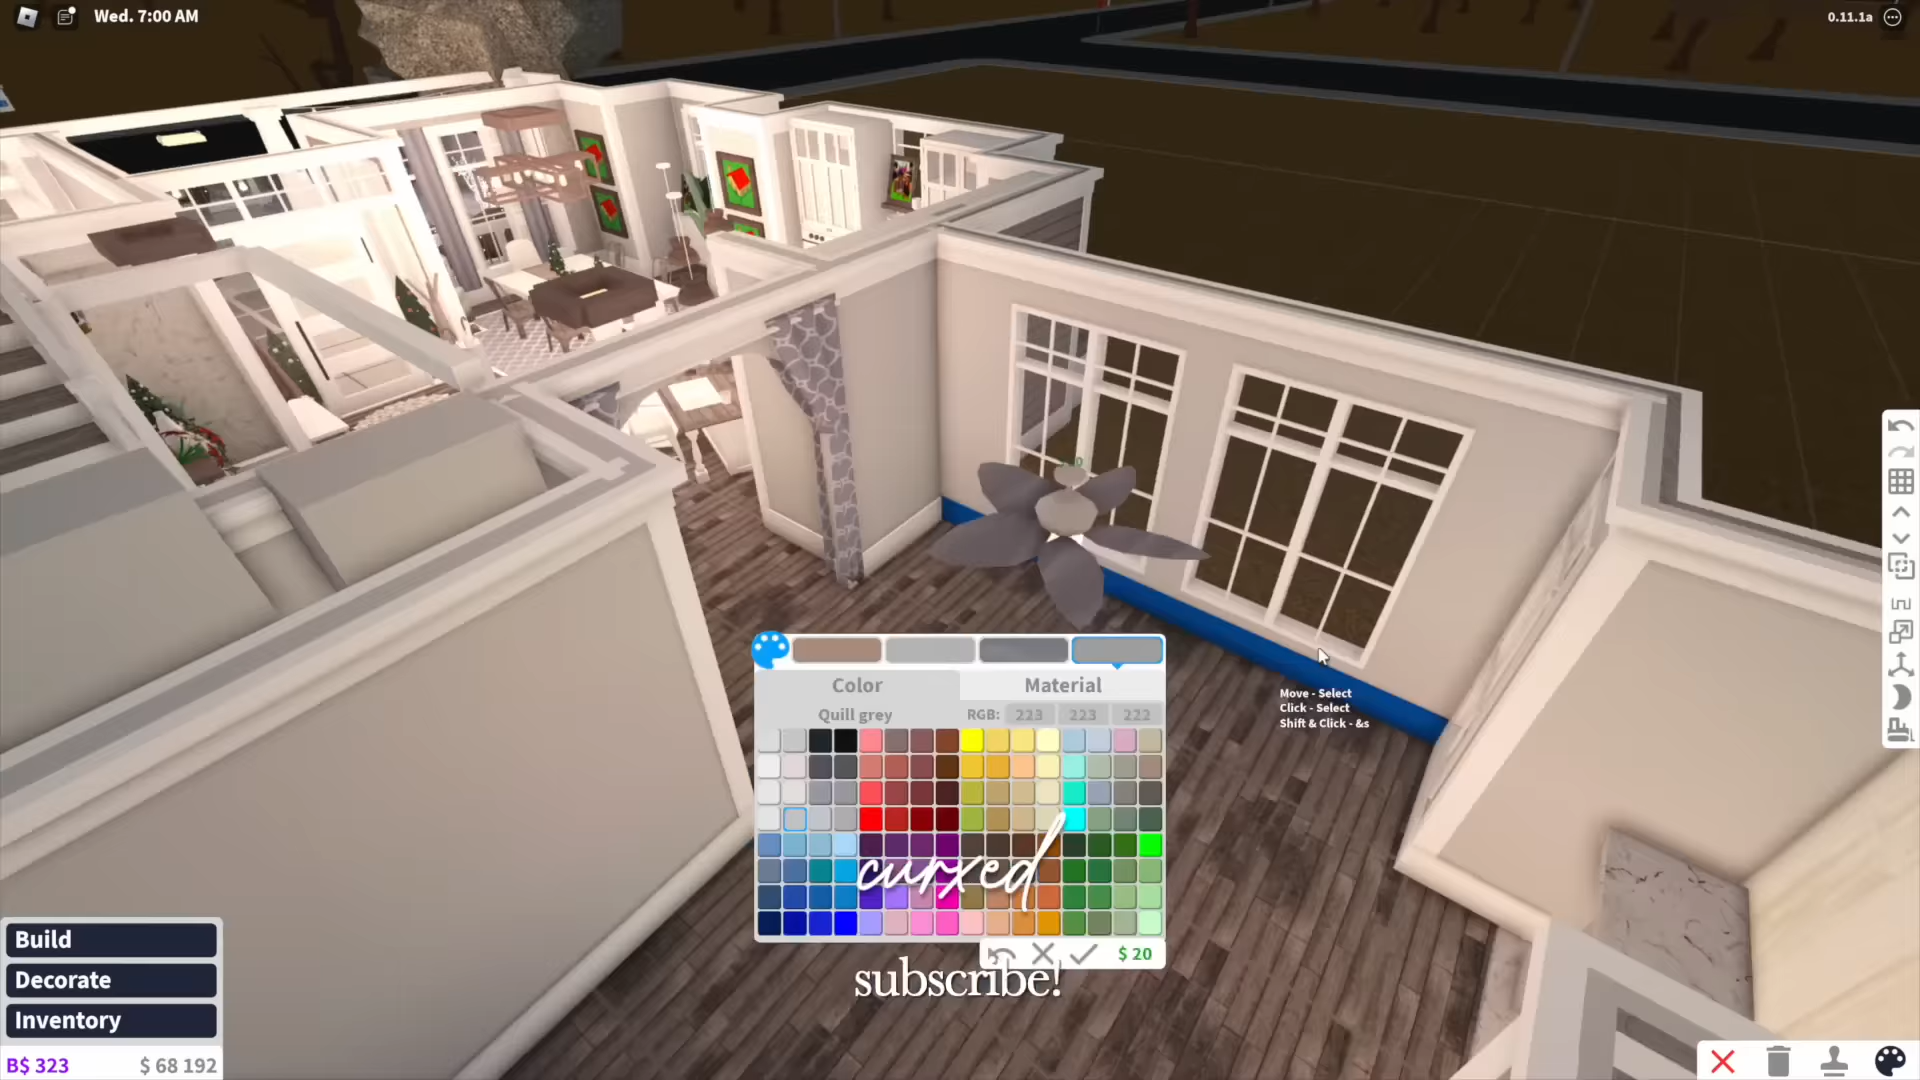 Wed. 7:00 AM
0.11.1a
Color
Material
Quill grey
RGB: 223 223 222
Move - Select
Click - Select
Shift & Click - &s
curxed
$ 20
subscribe!
Build
Decorate
Inventory
B$ 323
$ 68 192